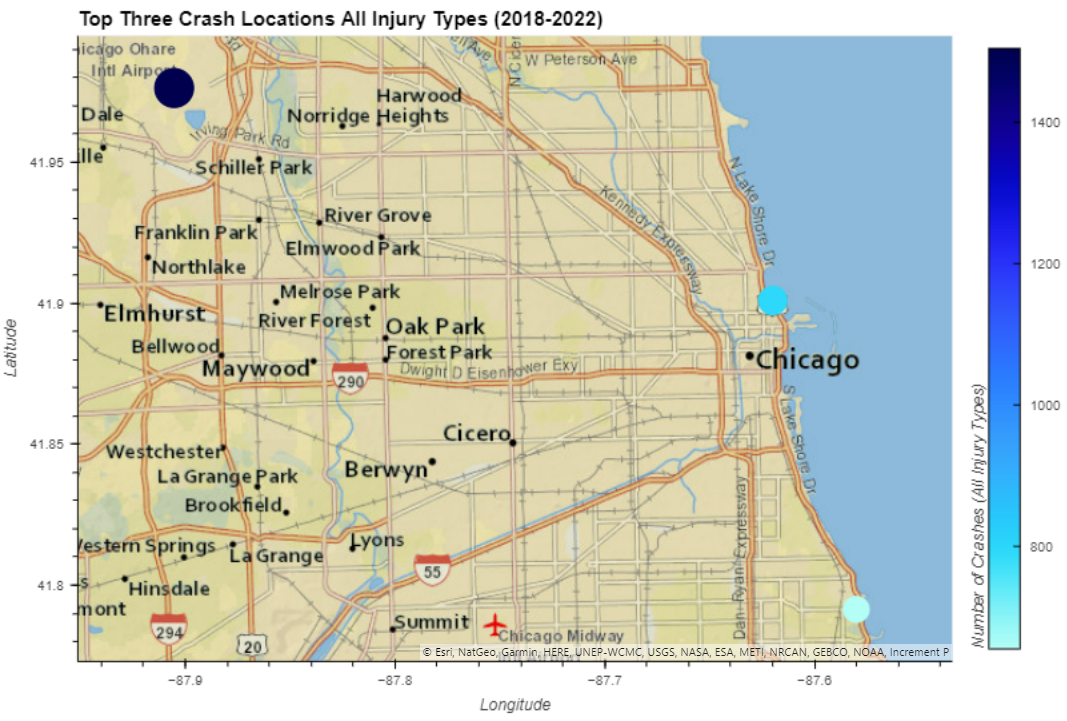 Top Three Crash Locations All Injury Types (2018-2022)
icago Ohare
Intl Airport
W Peterson Ave
Harwood
Heights
Dale
Norridge
Irving Park Rd
lle
41.95
Schiller Park
N Lake Shore Dr
Kennedy Expressway
River Grove
Franklin Park
Elmwood Park
Northlake
Melrose Park
41.9
Elmhurst
River Forest
Oak Park
Bellwood
Forest Park
Chicago
Maywood
Dwight D Eisenhower Exy
290
S Lake Shore Dr
Cicero
41.85
Westchester
Berwyn
La Grange Park
Brookfield
Dan Ryan Expressway
Western Springs
Lyons
La Grange
55
41.8
s
Hinsdale
mont
Summit
294
20
Chicago Midway
© Esri, NatGeo, Garmin, HERE, UNEP-WCMC, USGS, NASA, ESA, METI, NRCAN, GEBCO, NOAA, Increment P
−87.9
−87.8
−87.7
−87.6
Longitude
Latitude
1400
1200
1000
800
Number of Crashes (All Injury Types)